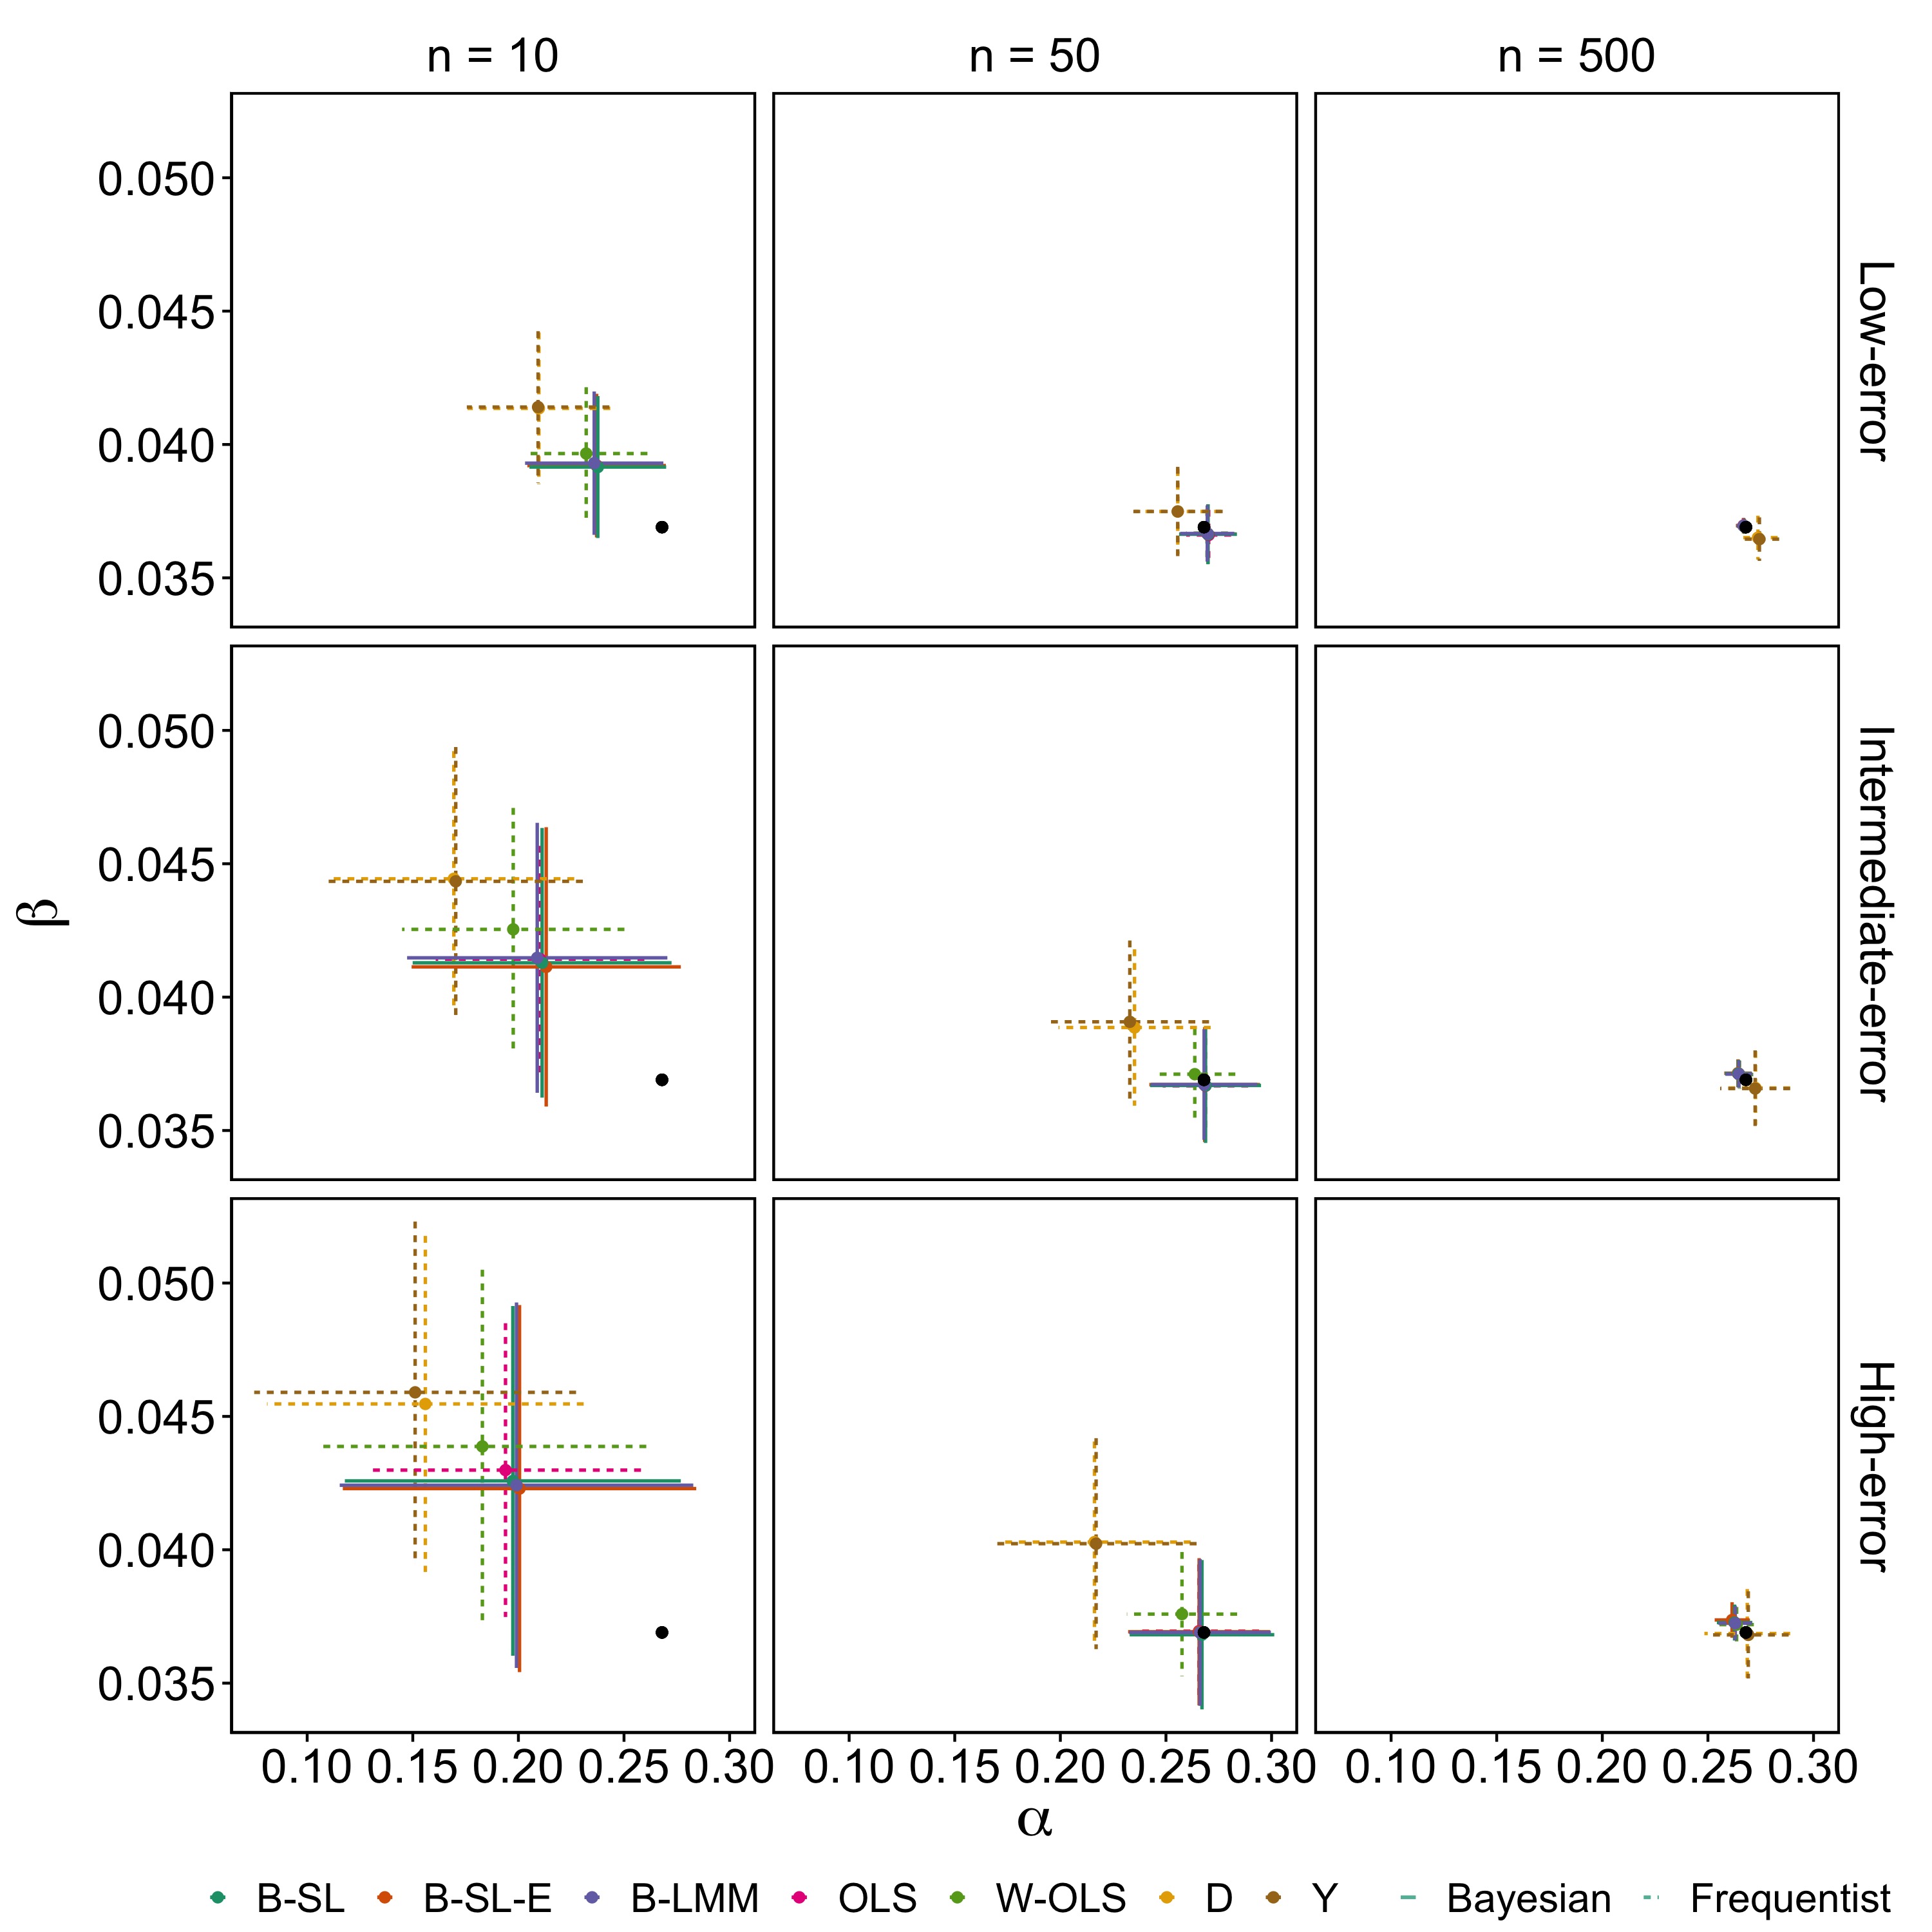 n = 10 n = 50 n = 500
0.050
0.045
0.040
0.035
Low-error
0.050
0.045
0.040
0.035
Intermediate-error
β
0.050
0.045
0.040
0.035
High-error
0.10 0.15 0.20 0.25 0.30 0.10 0.15 0.20 0.25 0.30 0.10 0.15 0.20 0.25 0.30
α
B-SL B-SL-E B-LMM OLS W-OLS D Y Bayesian Frequentist